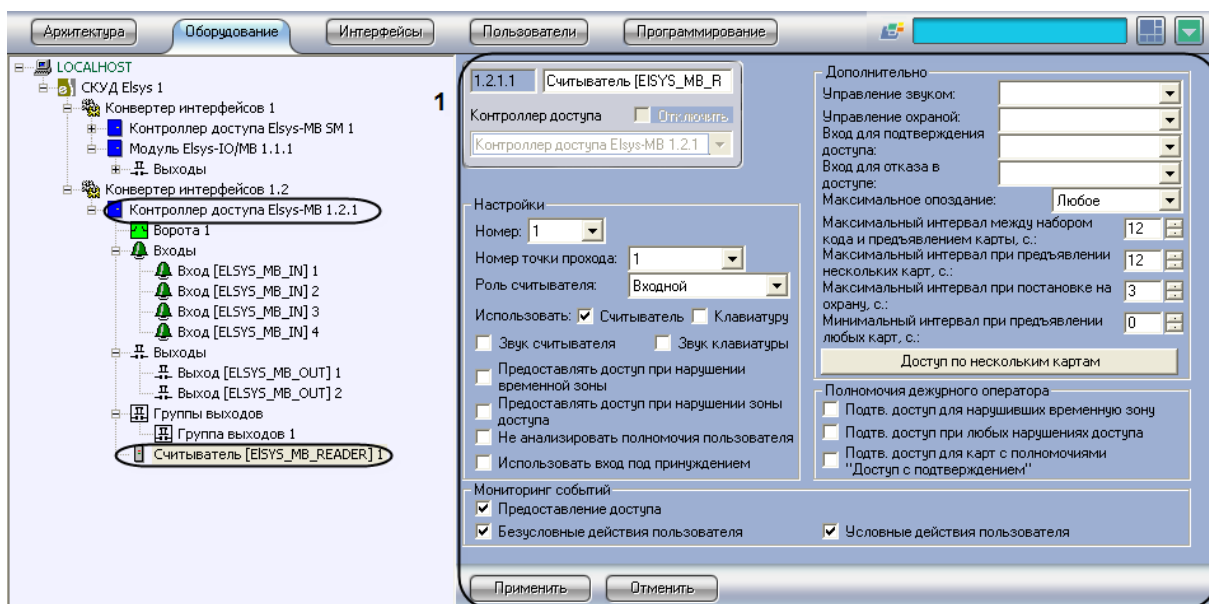 Архитектура
Оборудование
Интерфейсы
Пользователи
Программирование
LOCALHOST
СКУД Elsys 1
Конвертер интерфейсов 1
Контроллер доступа Elsys-MB SM 1
Модуль Elsys-IO/MB 1.1.1
Выходы
Конвертер интерфейсов 1.2
Контроллер доступа Elsys-MB 1.2.1
Ворота 1
Входы
Вход [ELSYS_MB_IN] 1
Вход [ELSYS_MB_IN] 2
Вход [ELSYS_MB_IN] 3
Вход [ELSYS_MB_IN] 4
Выходы
Выход [ELSYS_MB_OUT] 1
Выход [ELSYS_MB_OUT] 2
Группы выходов
Группа выходов 1
Считыватель [ElSYS_MB_READER] 1
1
1.2.1.1 Считыватель [ElSYS_MB_R
Контроллер доступа Отключить
Контроллер доступа Elsys-MB 1.2.1
Настройки
Номер: 1
Номер точки прохода: 1
Роль считывателя: Входной
Использовать: Считыватель Клавиатуру
Звук считывателя Звук клавиатуры
Предоставлять доступ при нарушении
временной зоны
Предоставлять доступ при нарушении зоны
доступа
Не анализировать полномочия пользователя
Использовать вход под принуждением
Дополнительно
Управление звуком:
Управление охраной:
Вход для подтверждения
доступа:
Вход для отказа в
доступе:
Максимальное опоздание: Любое
Максимальный интервал между набором
кода и предъявлением карты, с.: 12
Максимальный интервал при предъявлении
нескольких карт, с.: 12
Максимальный интервал при постановке на
охрану, с.: 3
Минимальный интервал при предъявлении
любых карт, с.: 0
Доступ по нескольким картам
Полномочия дежурного оператора
Подтв. доступ для нарушивших временную зону
Подтв. доступ при любых нарушениях доступа
Подтв. доступ для карт с полномочиями
"Доступ с подтверждением"
Мониторинг событий
Предоставление доступа
Безусловные действия пользователя Условные действия пользователя
Применить
Отменить